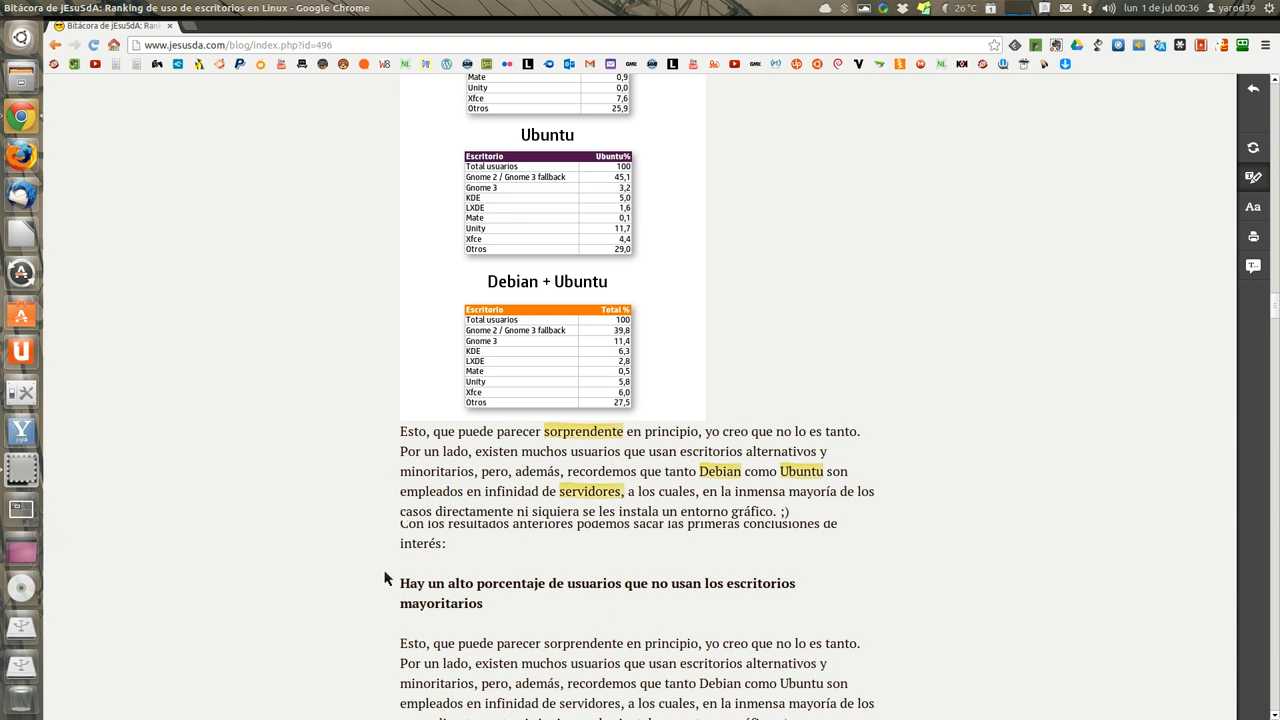 Bitácora de jEsuSdA: Ranking de uso de escritorios en Linux - Google Chrome
26°C
lun 1 de jul 00:36
yarod39
Bitácora de jEsuSdA: Ran
www.jesusda.com/blog/index.php?id=496
Mate 0,9
Unity 0,0
Xfce 7,6
Otros 25,9
Ubuntu
Escritorio Ubuntu%
Total usuarios 100
Gnome 2 / Gnome 3 fallback 45,1
Gnome 3 3,2
KDE 5,0
LXDE 1,6
Mate 0,1
Unity 11,7
Xfce 4,4
Otros 29,0
Debian + Ubuntu
Escritorio Total %
Total usuarios 100
Gnome 2 / Gnome 3 fallback 39,8
Gnome 3 11,4
KDE 6,3
LXDE 2,8
Mate 0,5
Unity 5,8
Xfce 6,0
Otros 27,5
Aa
Esto, que puede parecer sorprendente en principio, yo creo que no lo es tanto.
Por un lado, existen muchos usuarios que usan escritorios alternativos y
minoritarios, pero, además, recordemos que tanto Debian como Ubuntu son
empleados en infinidad de servidores, a los cuales, en la inmensa mayoría de los
casos directamente ni siquiera se les instala un entorno gráfico. ;)
Con los resultados anteriores podemos sacar las primeras conclusiones de
interés:
Hay un alto porcentaje de usuarios que no usan los escritorios
mayoritarios
Esto, que puede parecer sorprendente en principio, yo creo que no lo es tanto.
Por un lado, existen muchos usuarios que usan escritorios alternativos y
minoritarios, pero, además, recordemos que tanto Debian como Ubuntu son
empleados en infinidad de servidores, a los cuales, en la inmensa mayoría de los